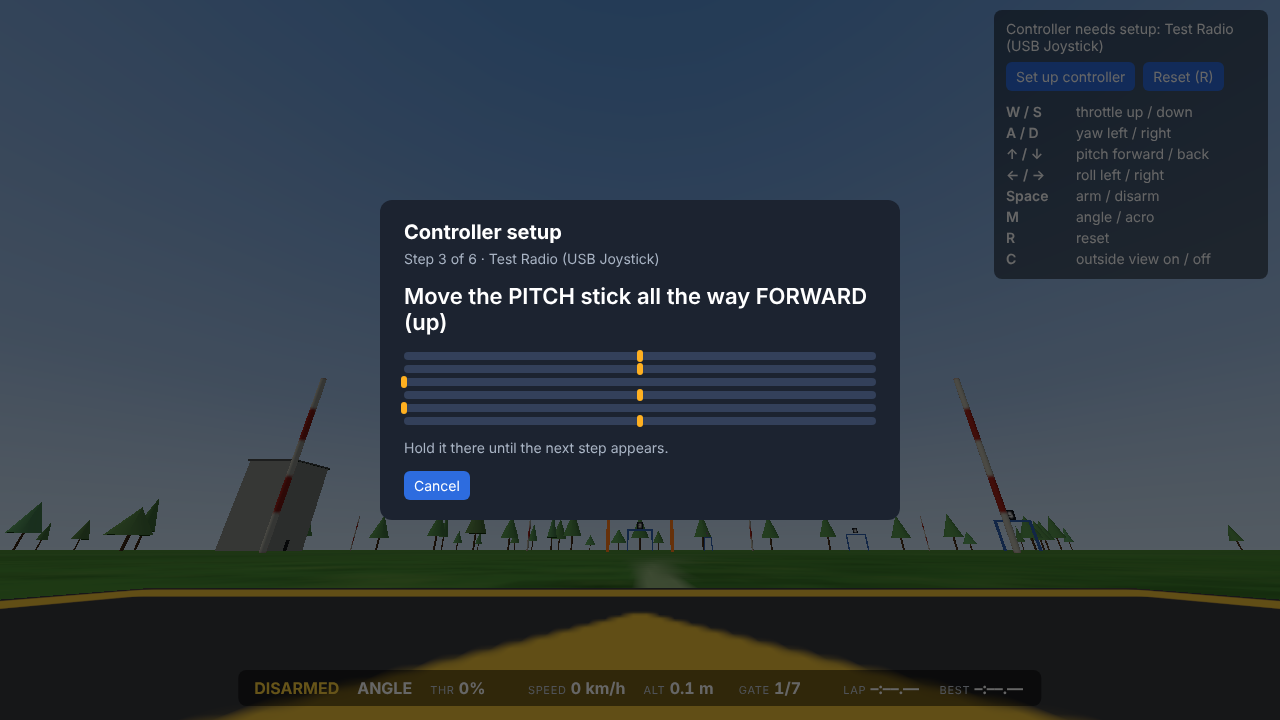 Controller needs setup: Test Radio
(USB Joystick)
Set up controller Reset (R)
W / S throttle up / down
A / D yaw left / right
↑ / ↓ pitch forward / back
← / → roll left / right
Space arm / disarm
M angle / acro
R reset
C outside view on / off
Controller setup
Step 3 of 6 · Test Radio (USB Joystick)
Move the PITCH stick all the way FORWARD
(up)
Hold it there until the next step appears.
Cancel
DISARMED ANGLE THR 0% SPEED 0 km/h ALT 0.1 m GATE 1/7 LAP –:––.–– BEST –:––.––